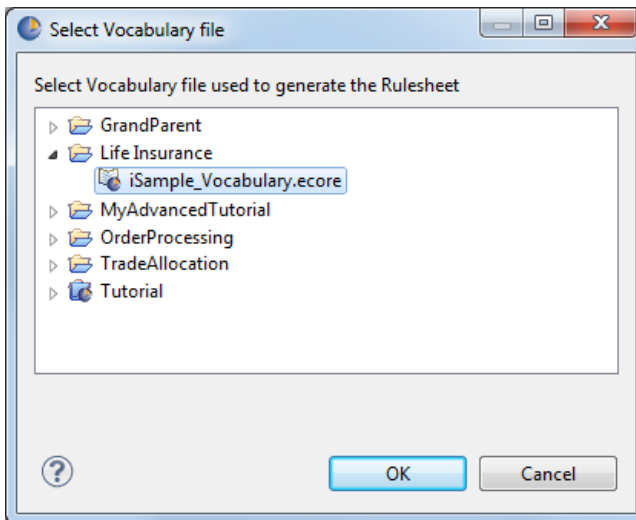 Select Vocabulary file
Select Vocabulary file used to generate the Rulesheet
GrandParent
Life Insurance
iSample_Vocabulary.ecore
MyAdvancedTutorial
OrderProcessing
TradeAllocation
Tutorial
?
OK Cancel